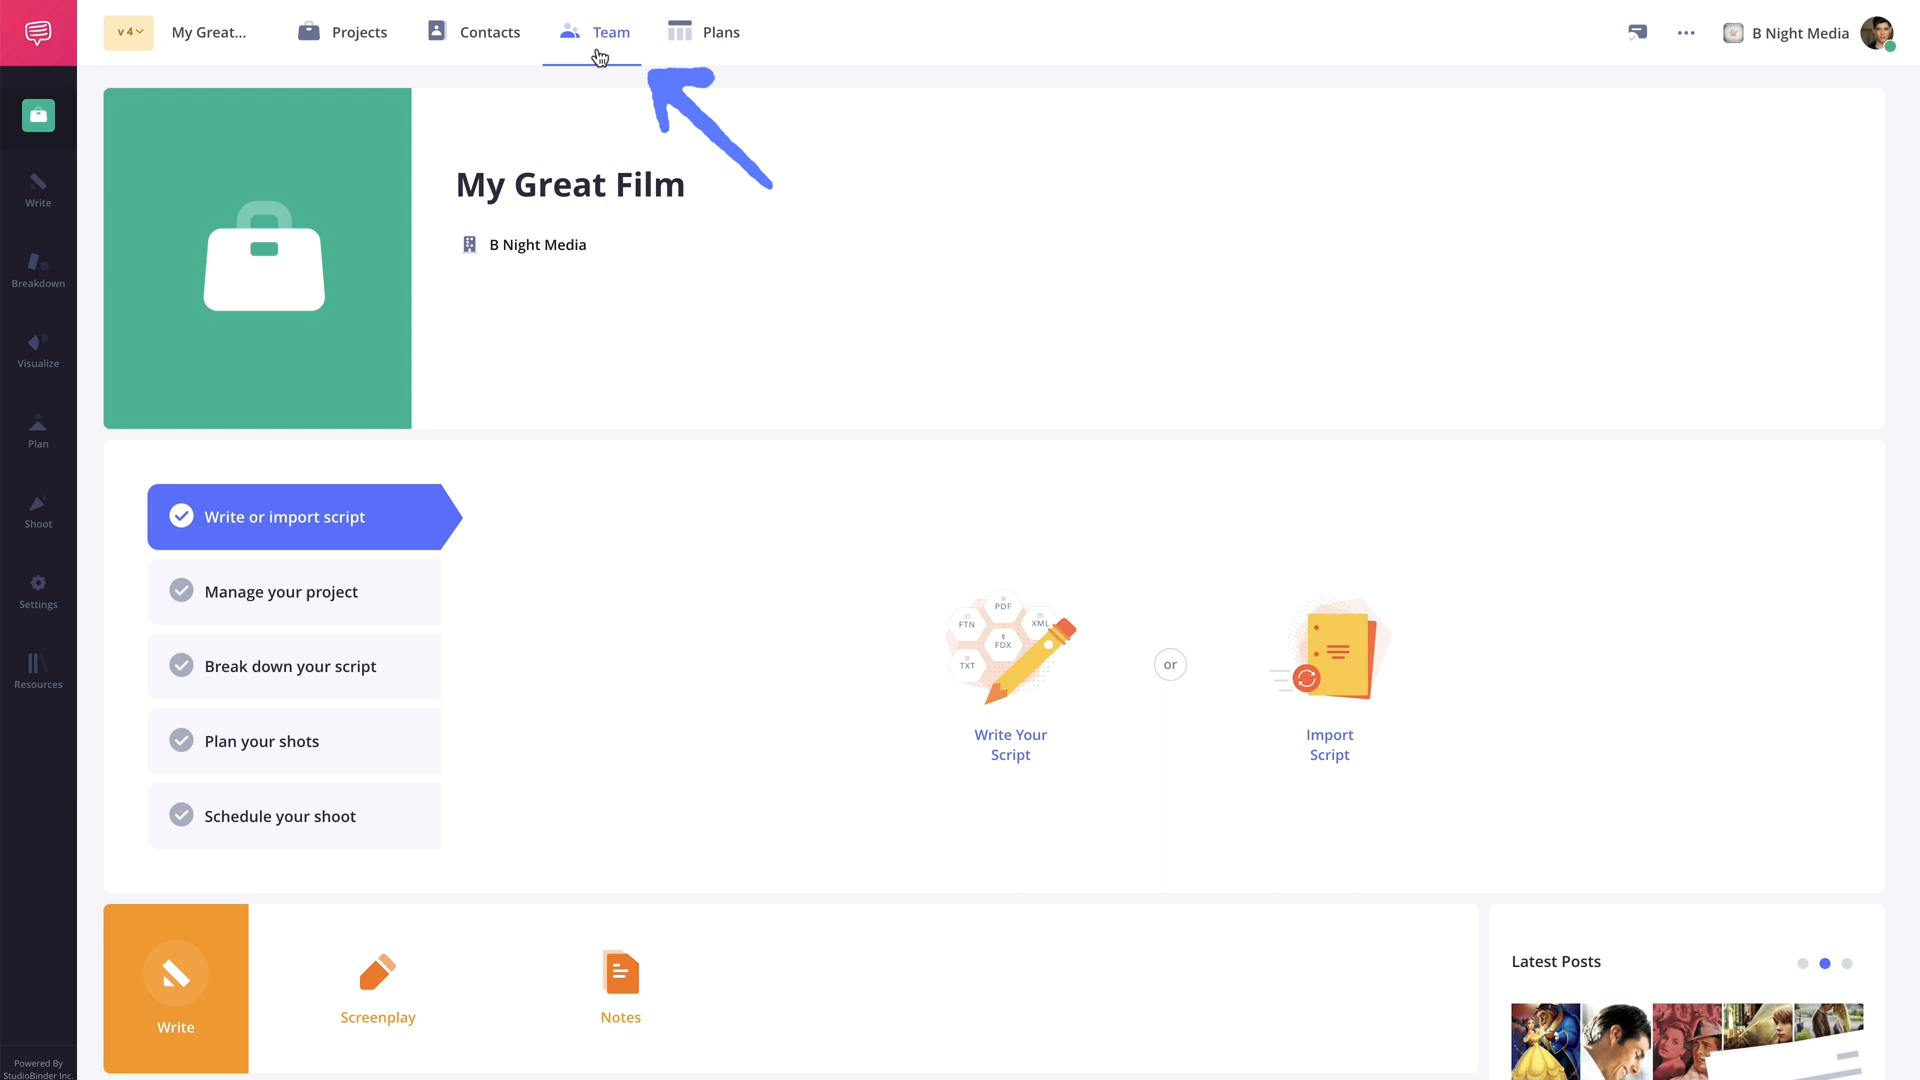 v 4
My Great...
Projects
Contacts
Team
Plans
B Night Media
Write
Breakdown
Visualize
Plan
Shoot
Settings
Resources
Powered By
StudioBinder Inc.
My Great Film
B Night Media
Write or import script
Manage your project
Break down your script
Plan your shots
Schedule your shoot
PDF
FTN
XML
FDX
TXT
Write Your
Script
or
Import
Script
Write
Screenplay
Notes
Latest Posts